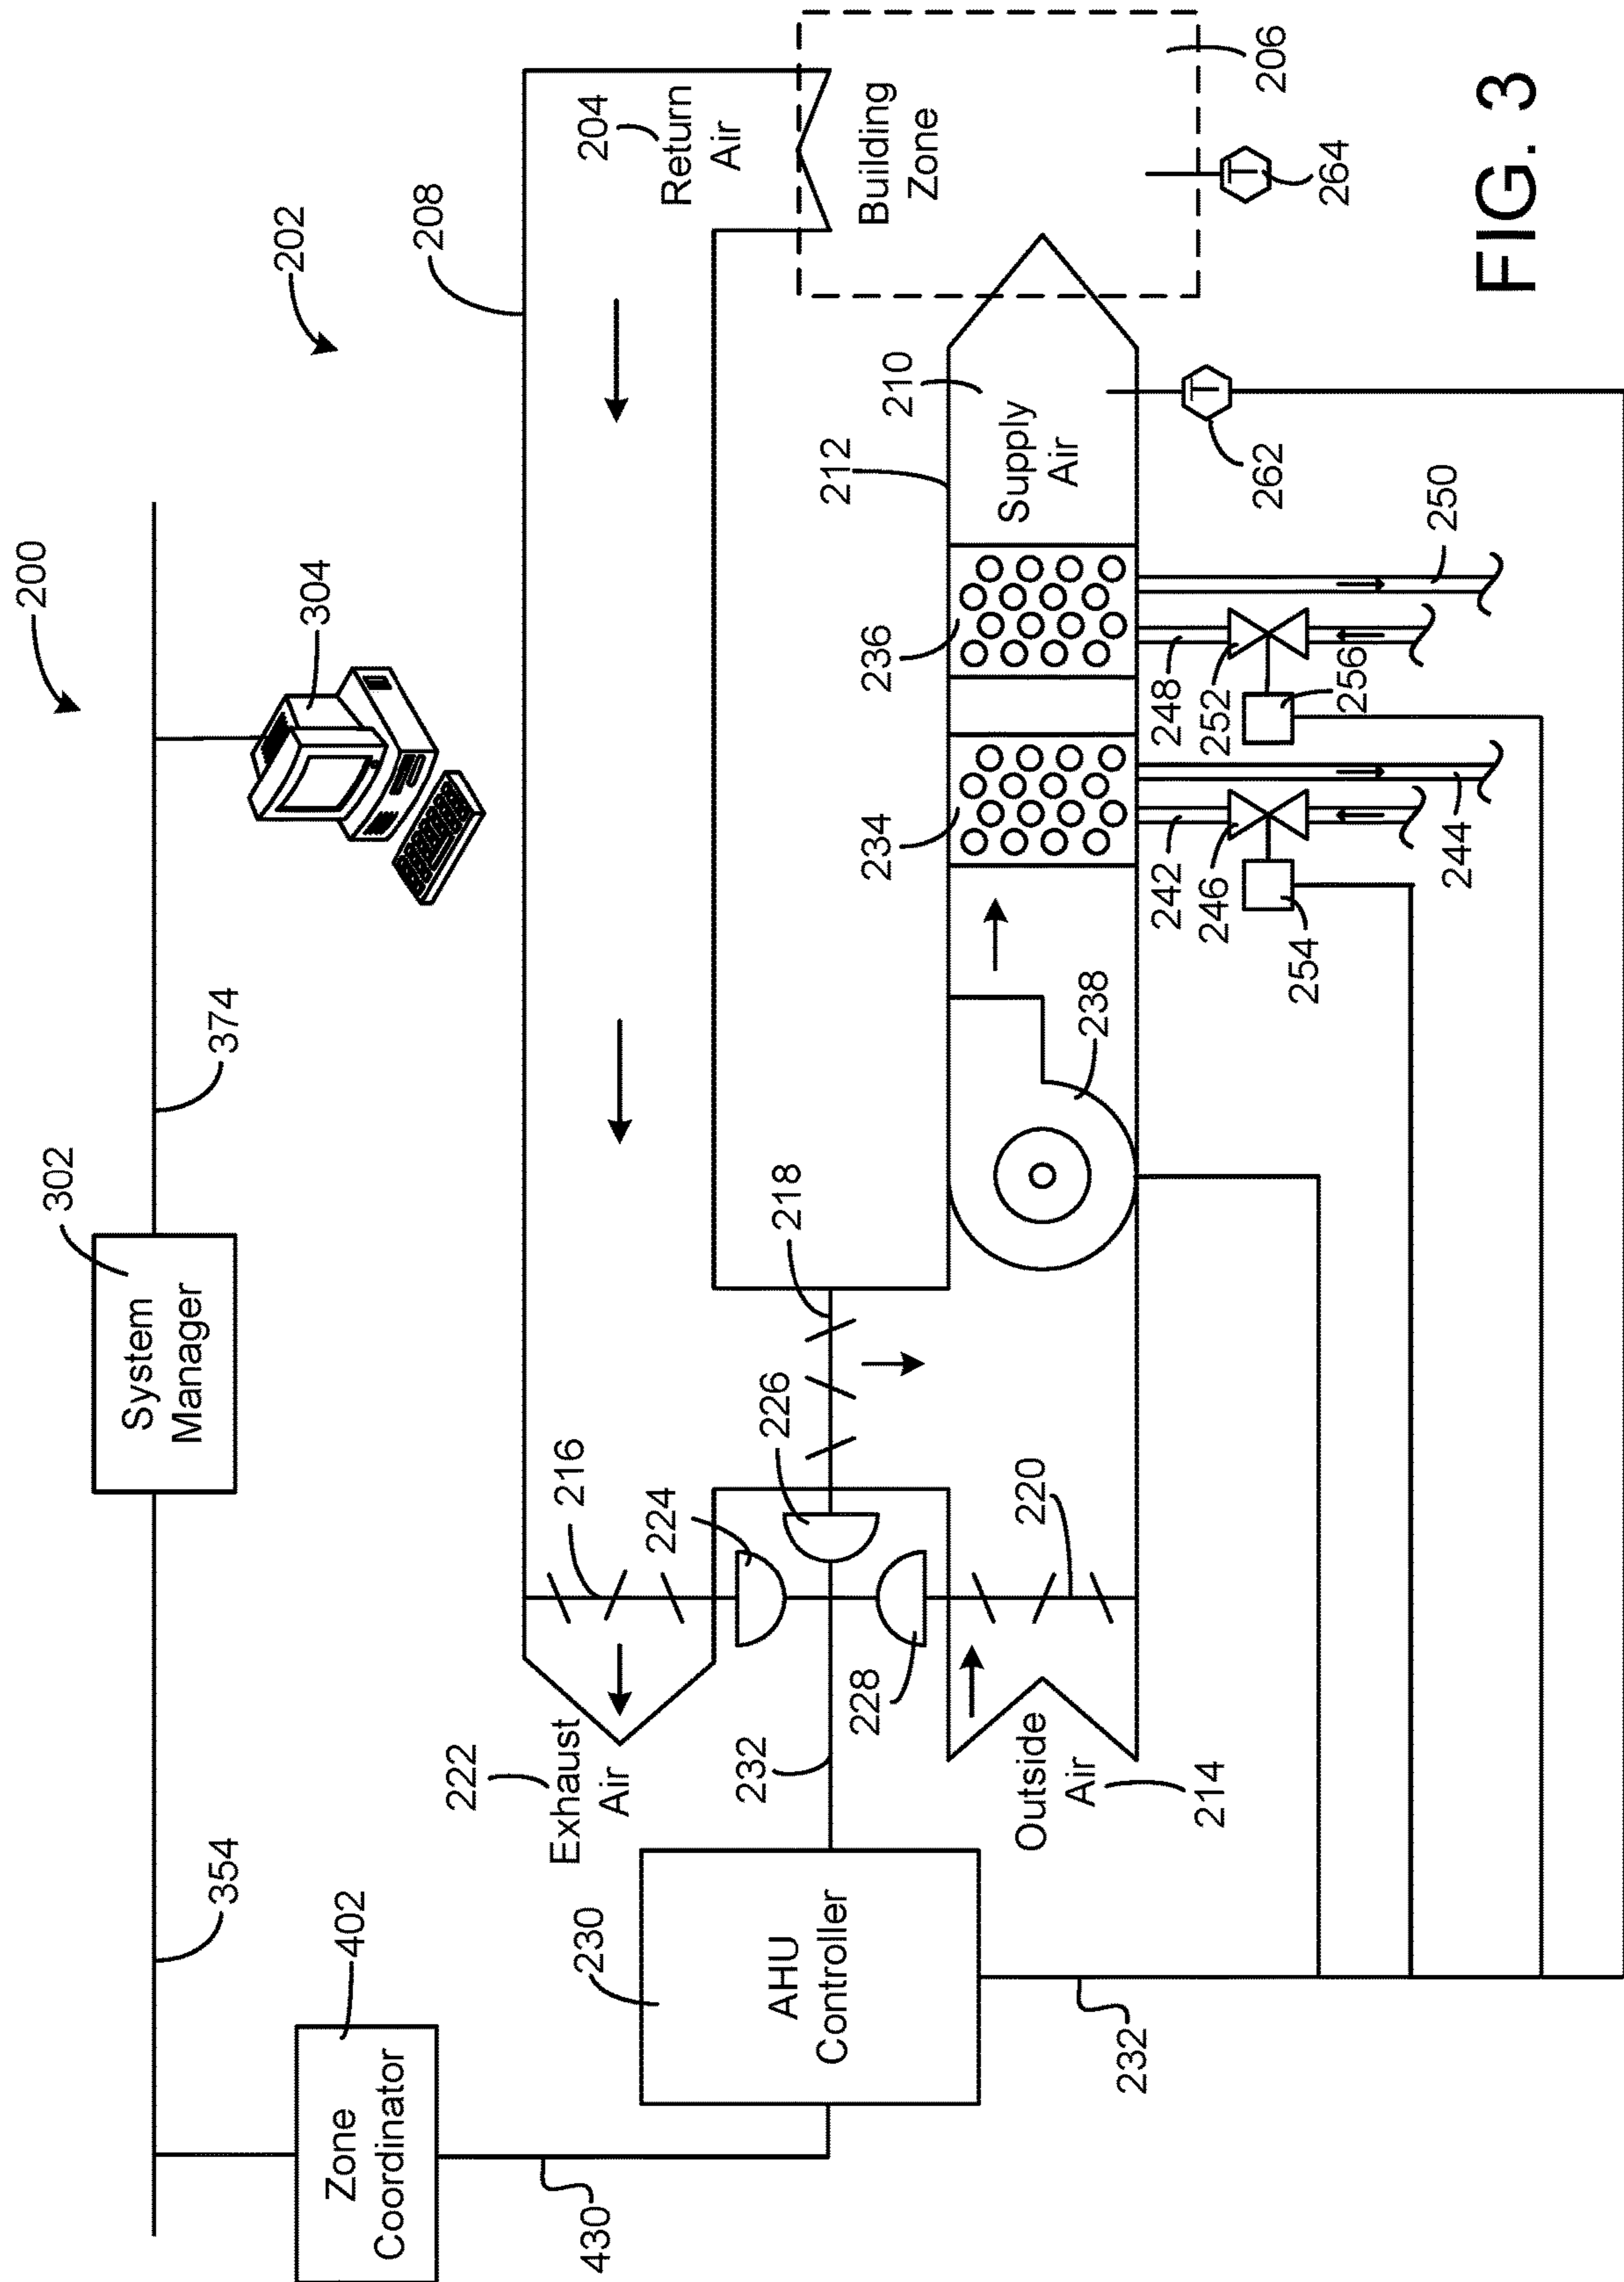 200
354
302
374
System
Manager
304
202
402
Zone
Coordinator
430
208
222
Exhaust
Air
216
224
204
Return
Air
230
AHU
Controller
232
226
218
Building
Zone
206
228
Outside
Air
214
220
238
234
236
212
210
Supply
Air
232
242
246
254
244
248
252
256
250
T
262
T
264
FIG. 3